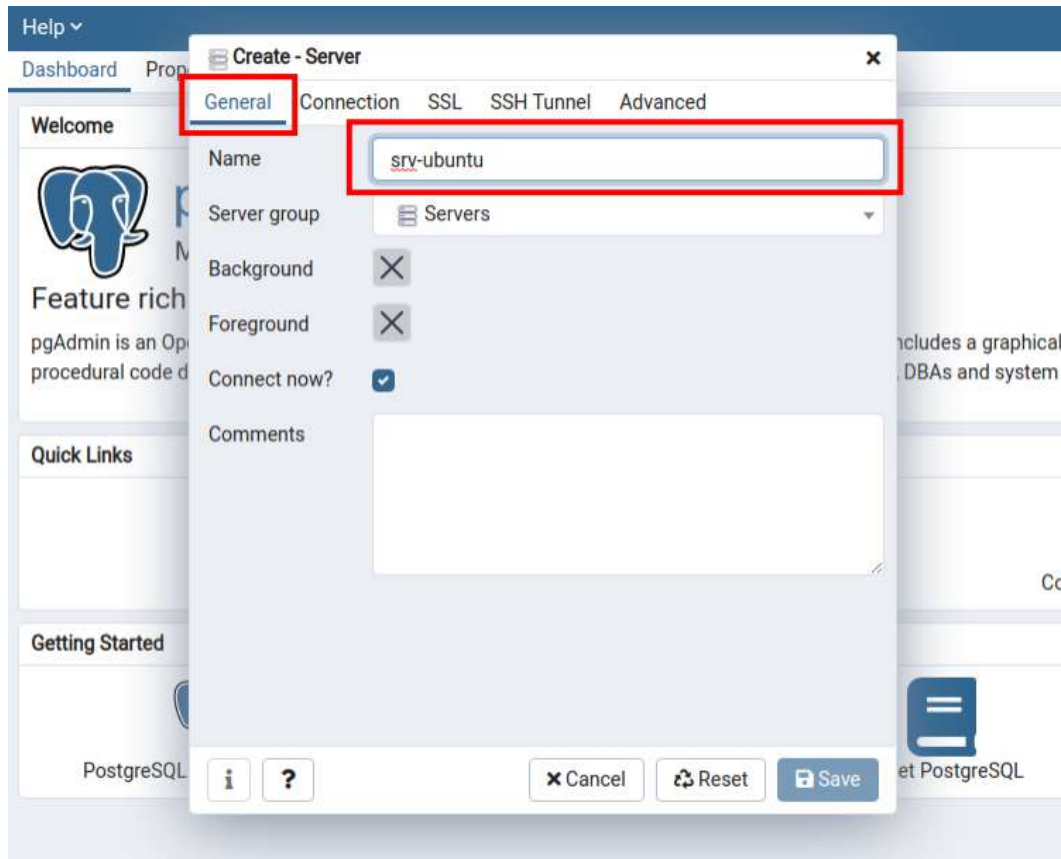 Help
Dashboard Prop
Create - Server
General Connection SSL SSH Tunnel Advanced
Welcome
Name srv-ubuntu
Server group Servers
Background
Feature rich
Foreground
pgAdmin is an Op
ncludes a graphical
procedural code d
DBAs and system
Connect now?
Comments
Quick Links
Co
Getting Started
PostgreSQL
et PostgreSQL
i ? Cancel Reset Save